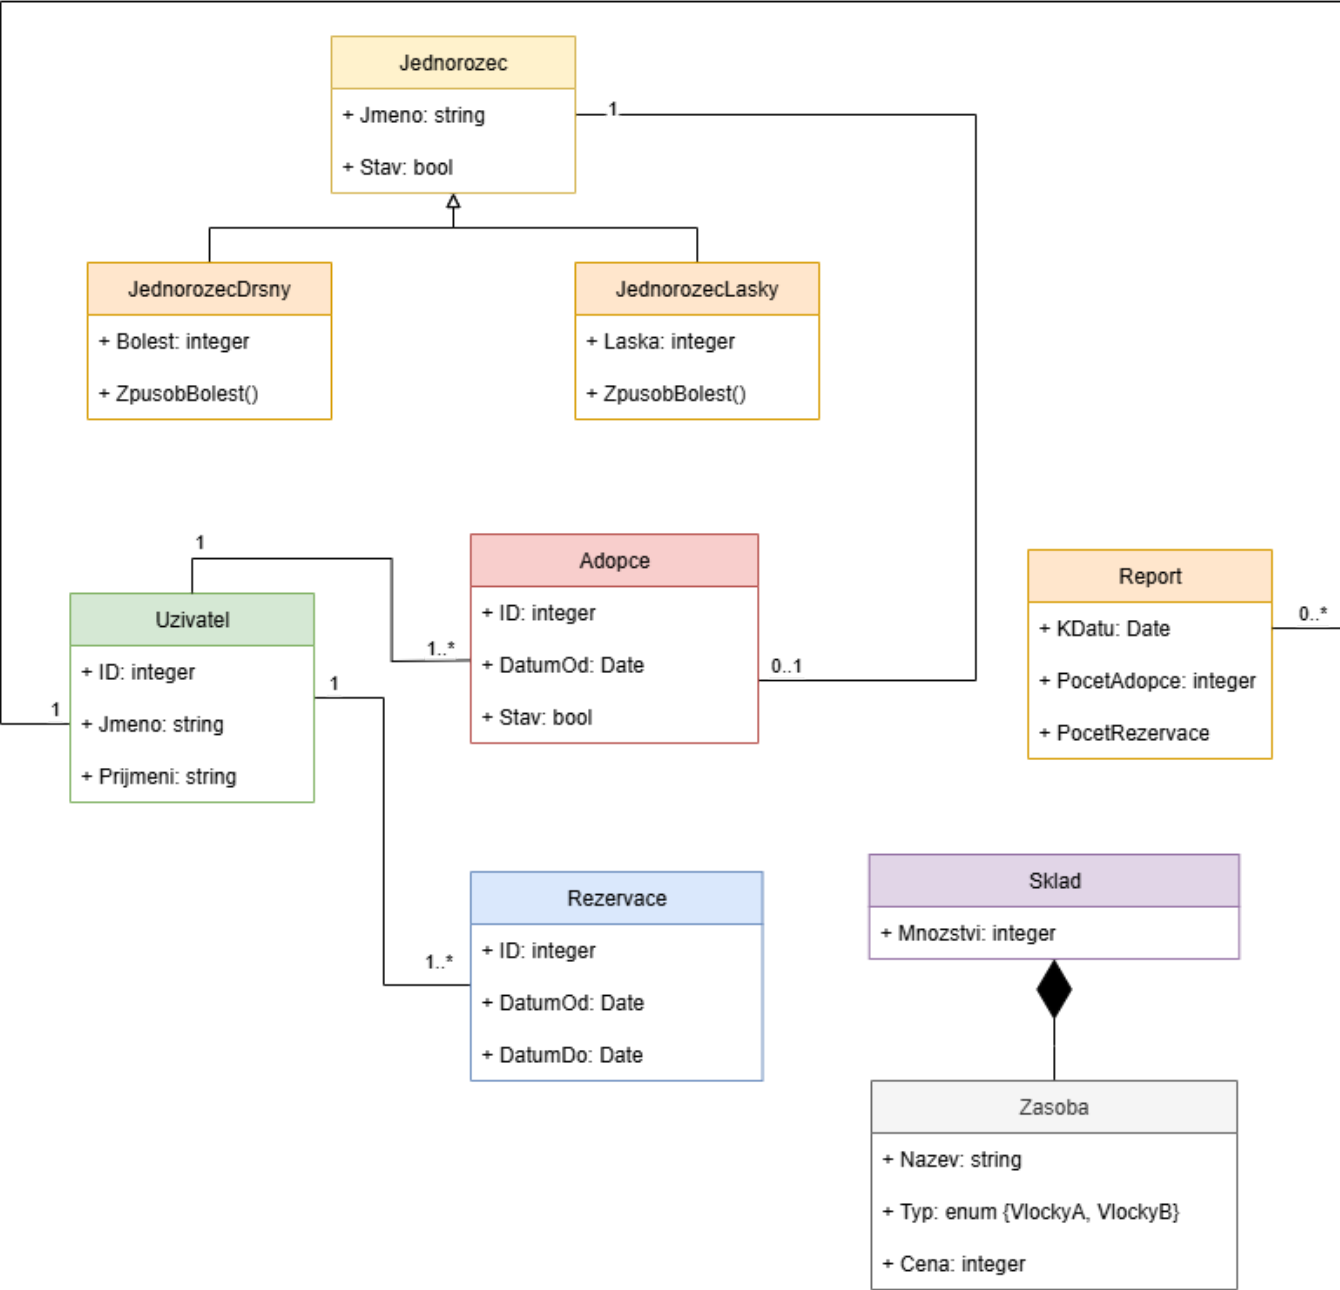 Jednorozec
+ Jmeno: string
+ Stav: bool
1
JednorozecDrsny
+ Bolest: integer
+ ZpusobBolest()
JednorozecLasky
+ Laska: integer
+ ZpusobBolest()
1
1..*
Uzivatel
+ ID: integer
+ Jmeno: string
+ Prijmeni: string
1
1
Adopce
+ ID: integer
+ DatumOd: Date
+ Stav: bool
0..1
Report
+ KDatu: Date
+ PocetAdopce: integer
+ PocetRezervace
0..*
1..*
Rezervace
+ ID: integer
+ DatumOd: Date
+ DatumDo: Date
Sklad
+ Mnozstvi: integer
Zasoba
+ Nazev: string
+ Typ: enum {VlockyA, VlockyB}
+ Cena: integer